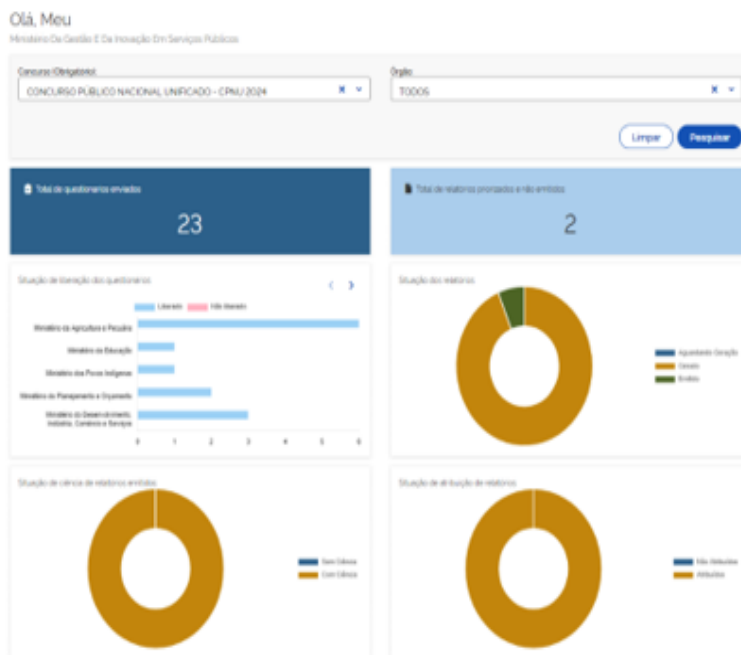 Olá, Meu
Ministério Da Gestão E Da Inovação Em Serviços Públicos
Concurso (Obrigatório)
CONCURSO PÚBLICO NACIONAL UNIFICADO - CPNU 2024
Órgão
TODOS
Limpar
Pesquisar
Total de questionários enviados
23
Total de relatórios priorizados e não emitidos
2
Situação de liberação dos questionários
Liberado
Não liberado
Ministério da Agricultura e Pecuária
Ministério da Educação
Ministério dos Povos Indígenas
Ministério do Planejamento e Orçamento
Ministério do Desenvolvimento,
Indústria, Comércio e Serviços
0 1 2 3 4 5 6
Situação dos relatórios
Aguardando Geração
Gerado
Emitido
Situação de ciência de relatórios emitidos
Sem Ciência
Com Ciência
Situação de atribuição de relatórios
Não Atribuídos
Atribuídos